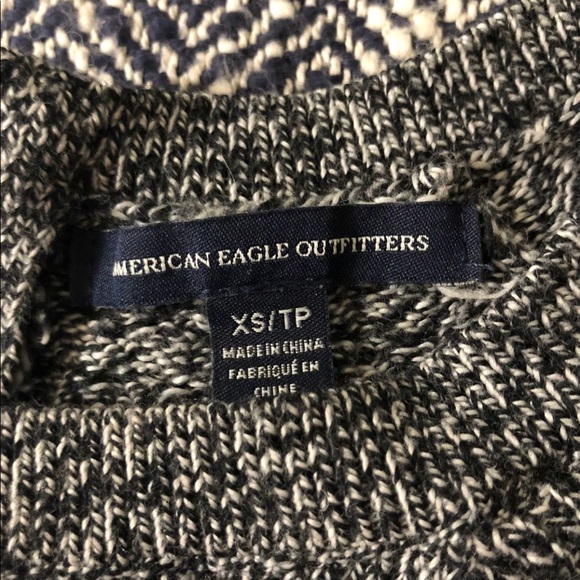 AMERICAN EAGLE OUTFITTERS
XS/TP
MADE IN CHINA
FABRIQUÉ EN
CHINE